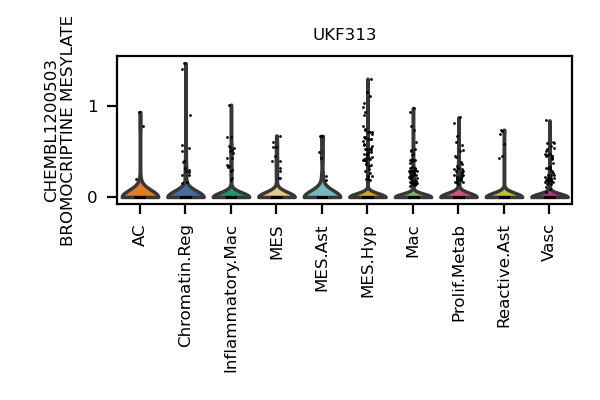 UKF313
CHEMBL1200503
BROMOCRIPTINE MESYLATE
1
0
AC
Chromatin.Reg
Inflammatory.Mac
MES
MES.Ast
MES.Hyp
Mac
Prolif.Metab
Reactive.Ast
Vasc